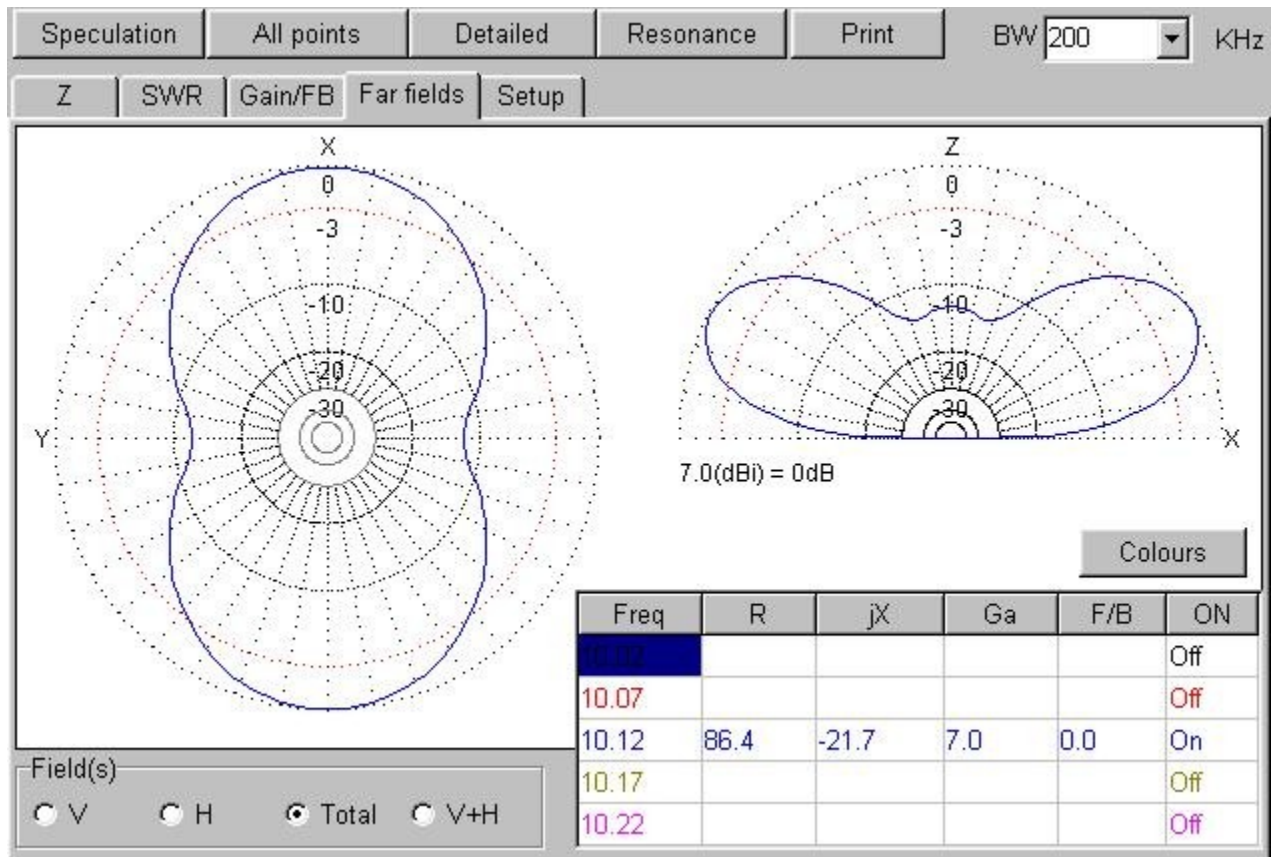 Speculation All points Detailed Resonance Print BW 200 KHz
Z SWR Gain/FB Far fields Setup
X
0
-3
-10
-20
-30
Y
Z
0
-3
-10
-20
-30
X
7.0(dBi) = 0dB
Colours
Freq R jX Ga F/B ON
10.02 Off
10.07 Off
10.12 86.4 -21.7 7.0 0.0 On
10.17 Off
10.22 Off
Field(s)
V H Total V+H